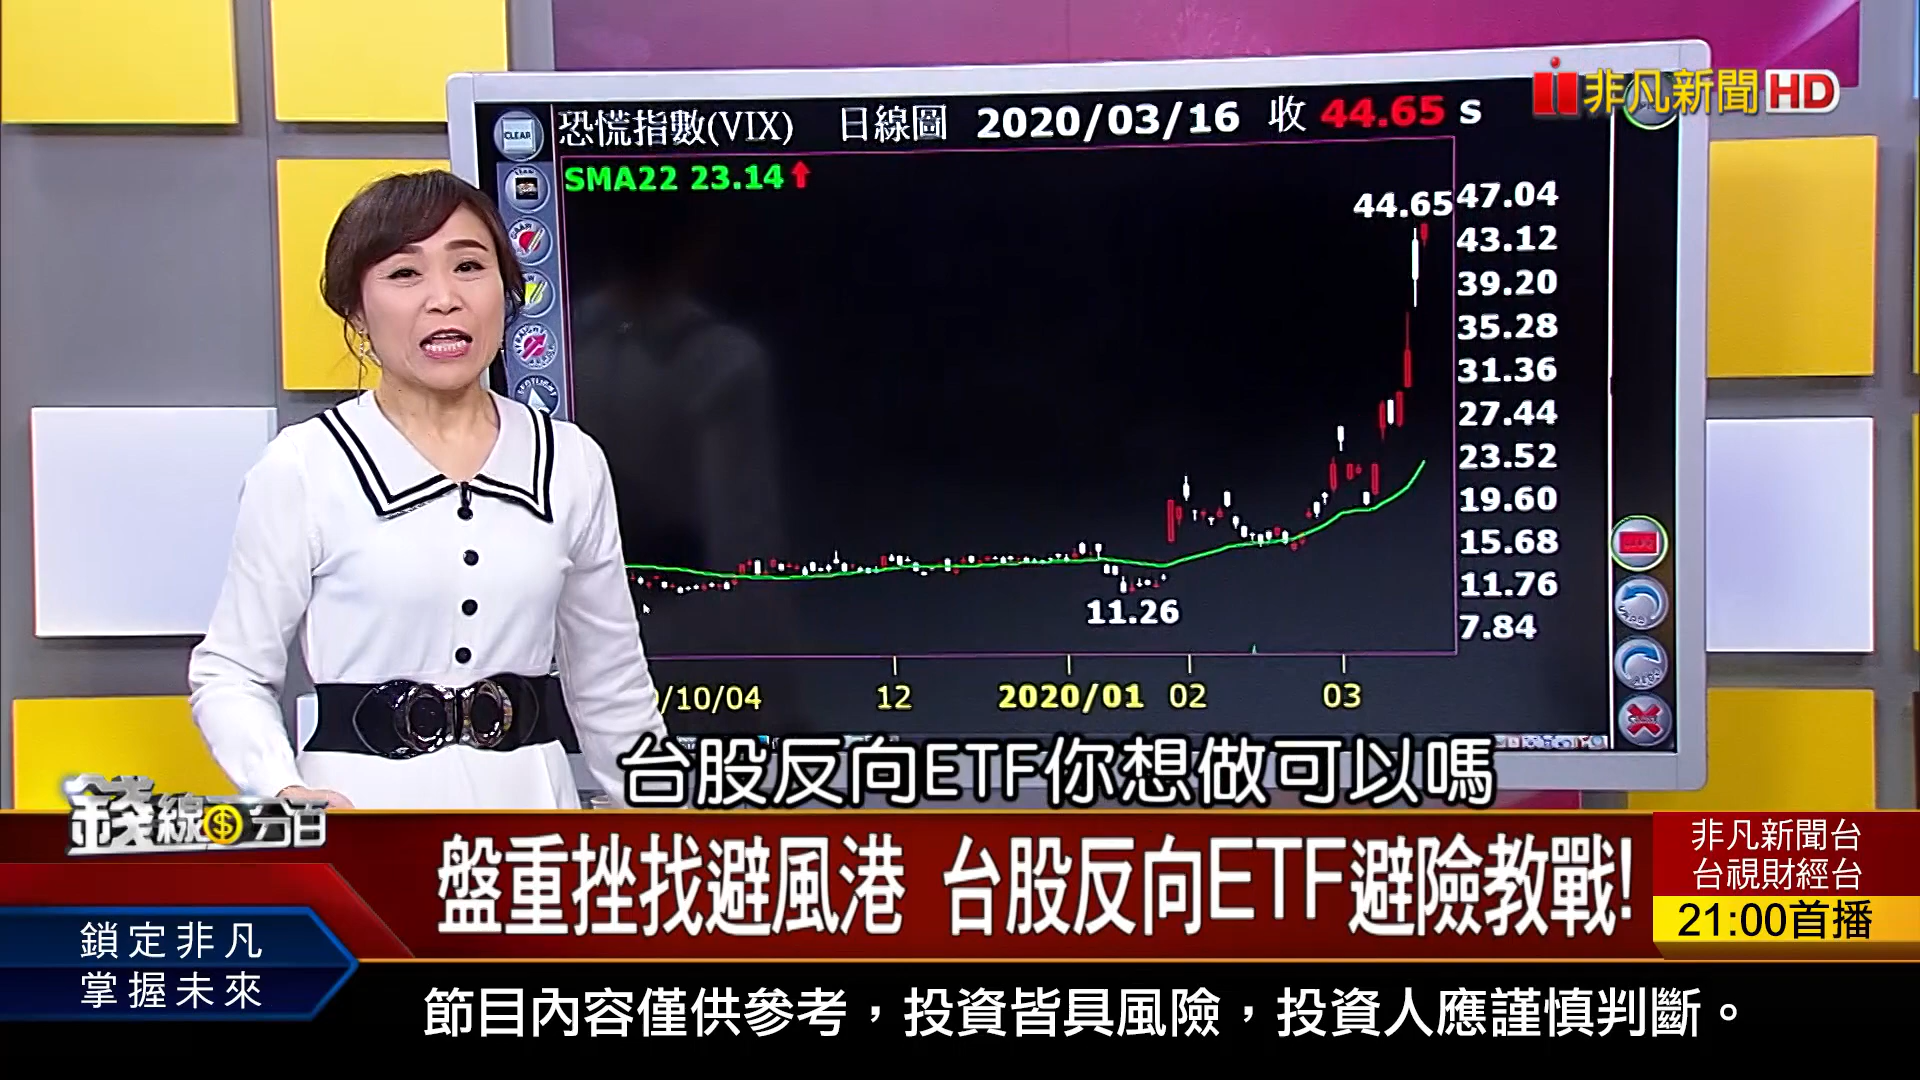 非凡新聞HD
恐慌指數(VIX) 日線圖 2020/03/16 收 44.65 S
CLEAR
SMA22 23.14
44.65
47.04
43.12
39.20
35.28
31.36
27.44
23.52
19.60
15.68
11.76
7.84
11.26
/10/04 12 2020/01 02 03
台股反向ETF你想做可以嗎
錢線百分百
盤重挫找避風港 台股反向ETF避險教戰!
非凡新聞台
台視財經台
21:00首播
鎖定非凡
掌握未來
節目內容僅供參考，投資皆具風險，投資人應謹慎判斷。